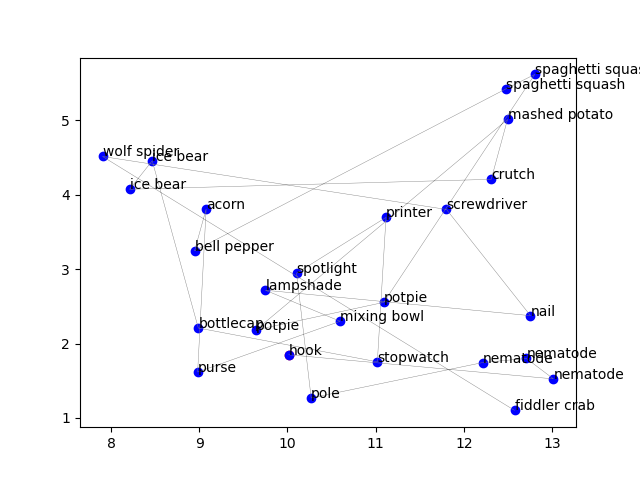 spaghetti squas
spaghetti squash
mashed potato
5
wolf spider
ice bear
ice bear
crutch
4
acorn
screwdriver
printer
bell pepper
3
spotlight
lampshade
potpie
nail
mixing bowl
bottlecap
potpie
2
hook
nematode
stopwatch
nematode
purse
nematode
pole
fiddler crab
1
8
9
10
11
12
13